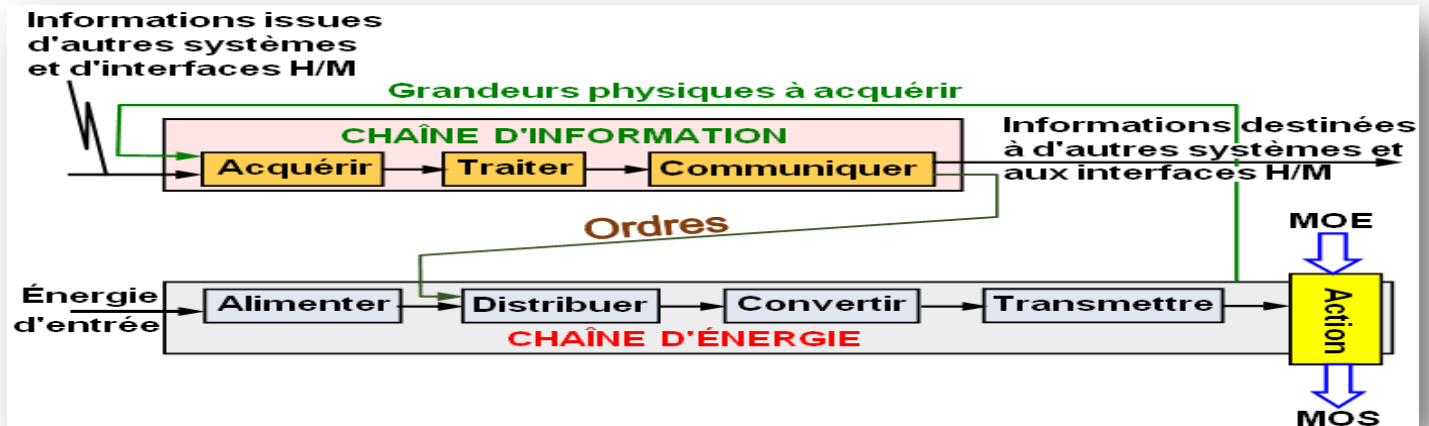 Informations issues
d'autres systèmes
et d'interfaces H/M
Grandeurs physiques à acquérir
CHAÎNE D'INFORMATION
Acquérir
Traiter
Communiquer
Informations destinées
à d'autres systèmes et
aux interfaces H/M
Ordres
MOE
Énergie
d'entrée
Alimenter
Distribuer
Convertir
Transmettre
Action
CHAÎNE D'ÉNERGIE
MOS